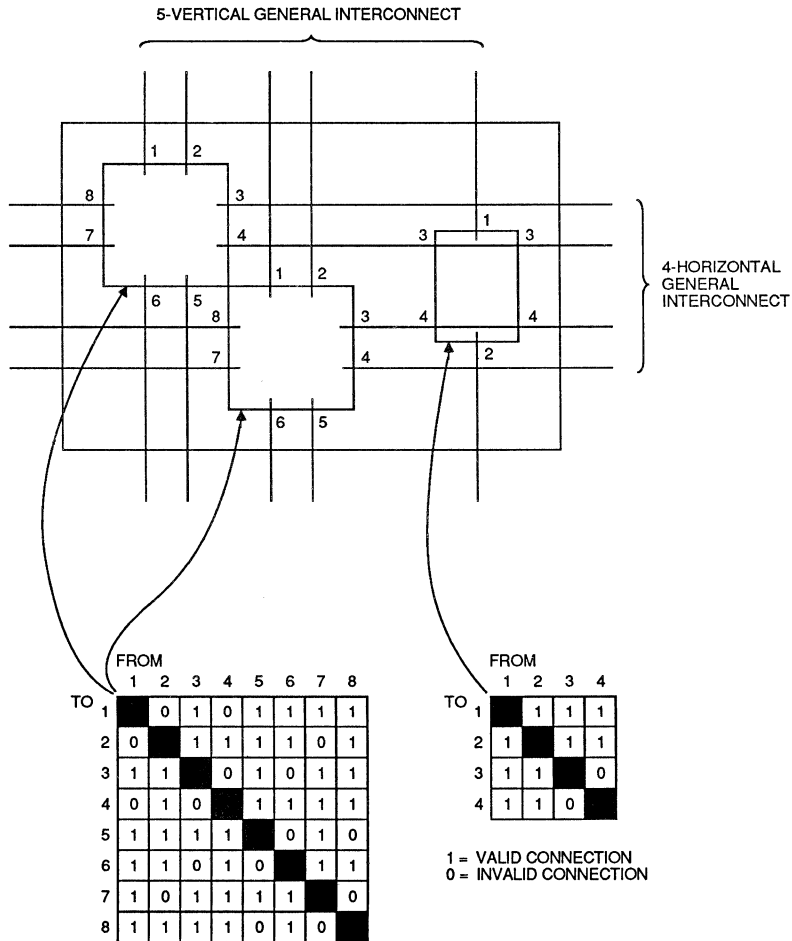 5-VERTICAL GENERAL INTERCONNECT
1 2
8 3
7 4
6 5
1 2
8 3
7 4
6 5
1
3 3
4 4
2
4-HORIZONTAL
GENERAL
INTERCONNECT
FROM
1 2 3 4 5 6 7 8
TO
1 0 1 0 1 1 1 1
2 0 1 1 1 1 0 1
3 1 1 0 1 0 1 1
4 0 1 0 1 1 1 1
5 1 1 1 1 0 1 0
6 1 1 0 1 0 1 1
7 1 0 1 1 1 1 0
8 1 1 1 1 0 1 0
FROM
1 2 3 4
TO
1 1 1 1
2 1 1 1
3 1 1 0
4 1 1 0
1 = VALID CONNECTION
0 = INVALID CONNECTION